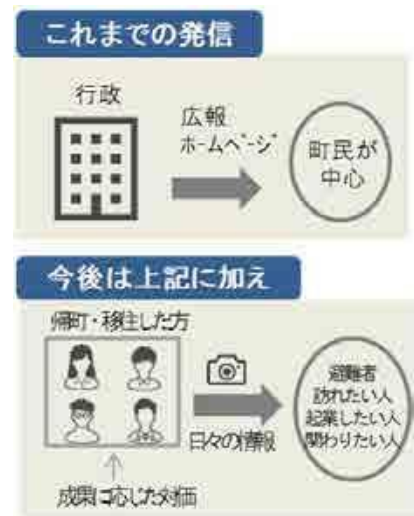 これまでの発信
行政
広報
ホームページ
町民が
中心
今後は上記に加え
帰町・移住した方
避難者
訪れたい人
起業したい人
関わりたい人
日々の情報
成果に応じた対価